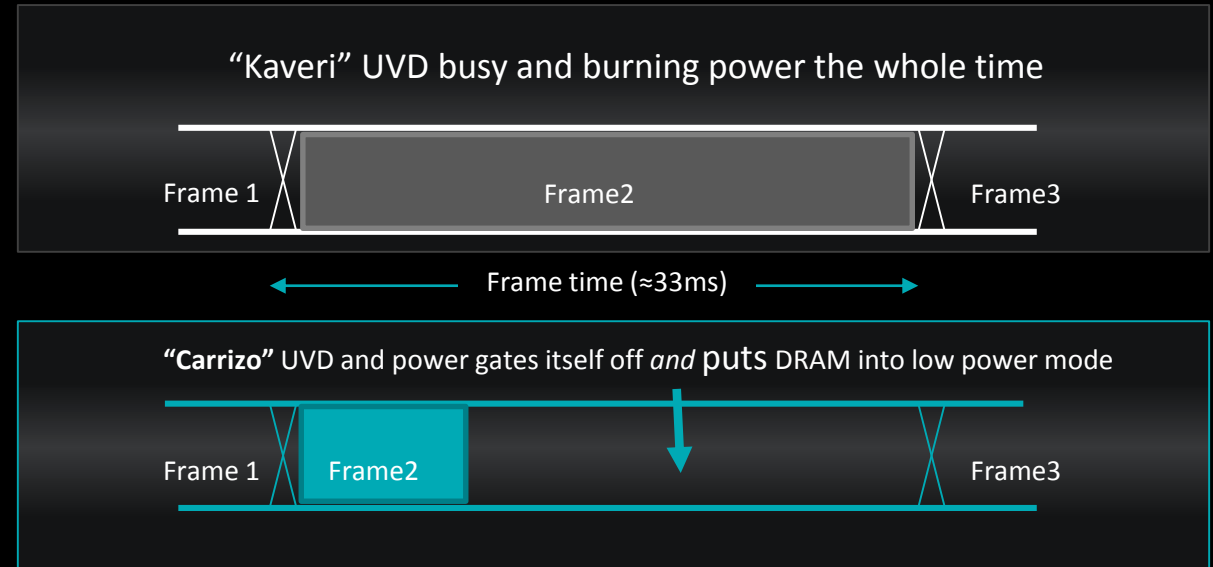 “Kaveri” UVD busy and burning power the whole time
Frame 1 Frame2 Frame3
Frame time (≈33ms)
“Carrizo” UVD and power gates itself off and puts DRAM into low power mode
Frame 1 Frame2 Frame3